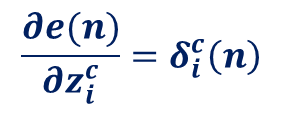 ∂e(n)/∂z_i^c = δ_i^c(n)